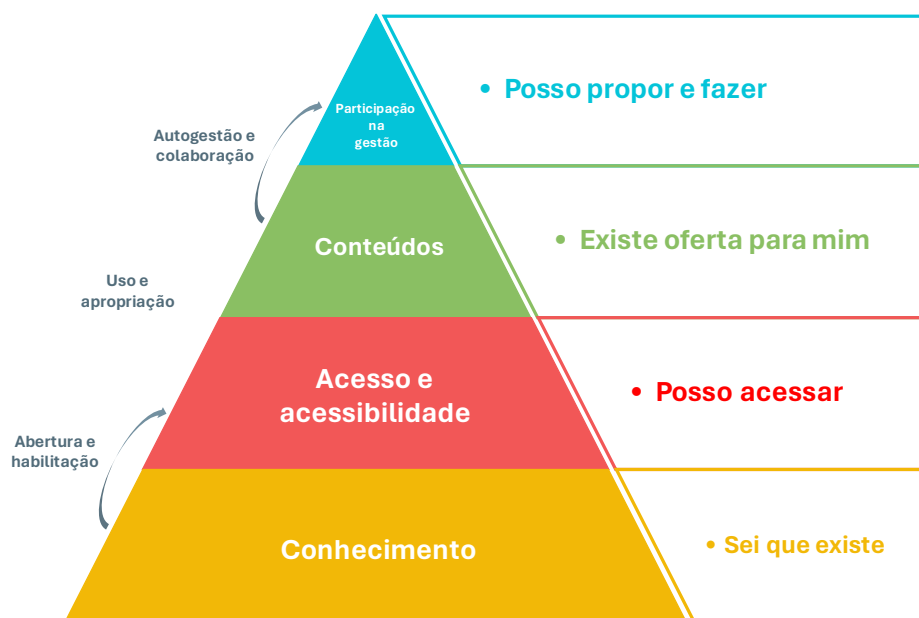 Participação
na
gestão
• Posso propor e fazer
Autogestão e
colaboração
Conteúdos
• Existe oferta para mim
Uso e
apropriação
Acesso e
acessibilidade
• Posso acessar
Abertura e
habilitação
Conhecimento
• Sei que existe